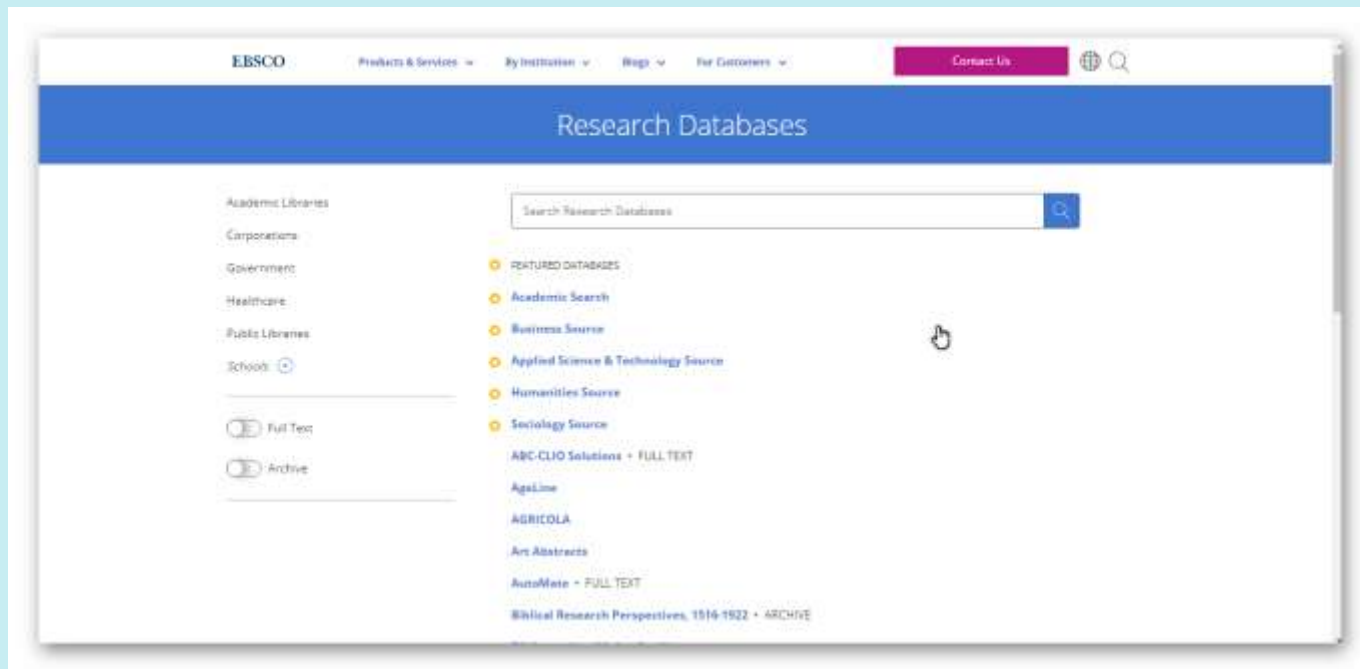 EBSCO Products & Services By Institution Blogs For Customers Contact Us
Research Databases
Academic Libraries
Corporations
Government
Healthcare
Public Libraries
Schools
Full Text
Archive
Search Research Databases
FEATURED DATABASES
Academic Search
Business Source
Applied Science & Technology Source
Humanities Source
Sociology Source
ABC-CLIO Solutions • FULL TEXT
AgeLine
AGRICOLA
Art Abstracts
AutoMate • FULL TEXT
Biblical Research Perspectives, 1516-1922 • ARCHIVE